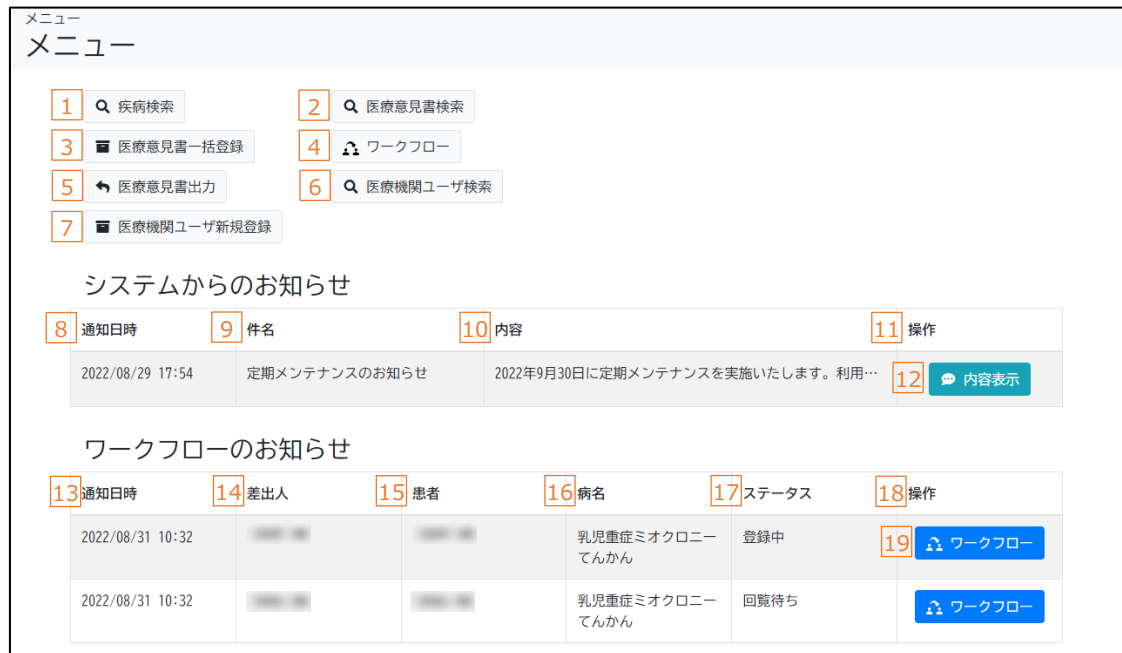 メニュー
メニュー
1 疾病検索 2 医療意見書検索
3 医療意見書一括登録 4 ワークフロー
5 医療意見書出力 6 医療機関ユーザ検索
7 医療機関ユーザ新規登録
システムからのお知らせ
8 通知日時 9 件名 10 内容 11 操作
2022/08/29 17:54 定期メンテナンスのお知らせ 2022年9月30日に定期メンテナンスを実施いたします。利用… 12 内容表示
ワークフローのお知らせ
13 通知日時 14 差出人 15 患者 16 病名 17 ステータス 18 操作
2022/08/31 10:32 乳児重症ミオクロニー 登録中 19 ワークフロー
てんかん
2022/08/31 10:32 乳児重症ミオクロニー 回覧待ち ワークフロー
てんかん